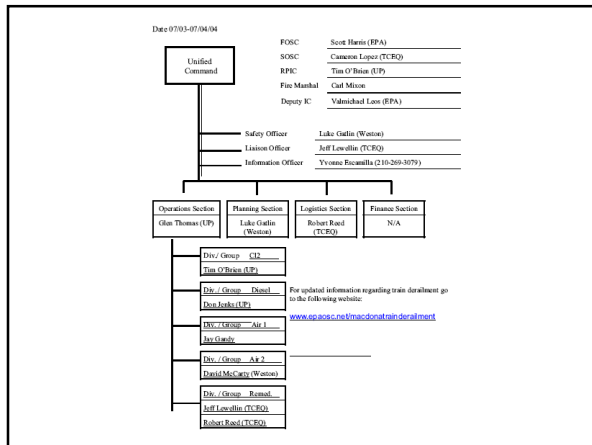 Date 07/03-07/04/04
Unified
Command
FOSC Scott Harris (EPA)
SOSC Cameron Lopez (TCEQ)
RPIC Tim O'Brien (UP)
Fire Marshal Carl Mixon
Deputy IC Valmichael Leos (EPA)
Safety Officer Luke Gatlin (Weston)
Liaison Officer Jeff Lewellin (TCEQ)
Information Officer Yvonne Escamilla (210-269-3079)
Operations Section
Glen Thomas (UP)
Planning Section
Luke Gatlin
(Weston)
Logistics Section
Robert Reed
(TCEQ)
Finance Section
N/A
Div./ Group Cl2
Tim O'Brien (UP)
Div. / Group Diesel
Don Jenks (UP)
Div. / Group Air 1
Jay Gandy
Div. / Group Air 2
David McCarty (Weston)
Div. / Group Remed.
Jeff Lewellin (TCEQ)
Robert Reed (TCEQ)
For updated information regarding train derailment go
to the following website:
www.epaosc.net/macdonatrainderailment